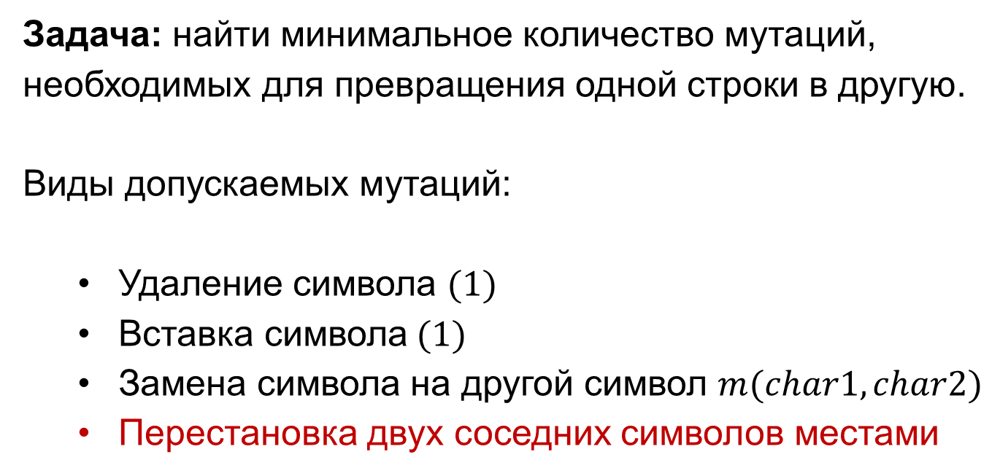 Задача: найти минимальное количество мутаций,
необходимых для превращения одной строки в другую.
Виды допускаемых мутаций:
• Удаление символа (1)
• Вставка символа (1)
• Замена символа на другой символ m(char1, char2)
• Перестановка двух соседних символов местами